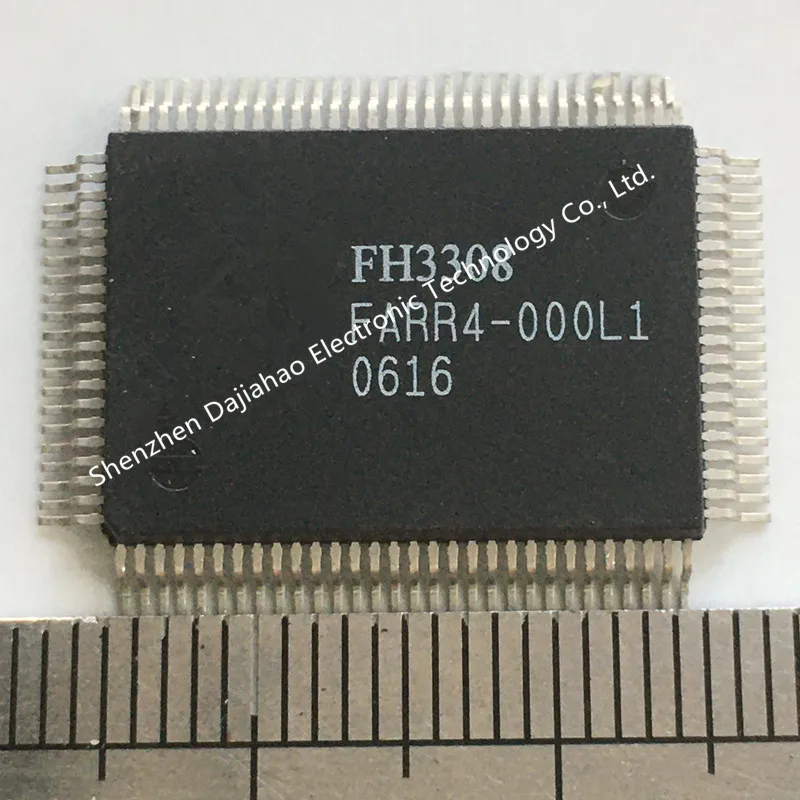 FH3308
FARR4-000L1
0616
Shenzhen Dajiahao Electronic Technology Co., Ltd.